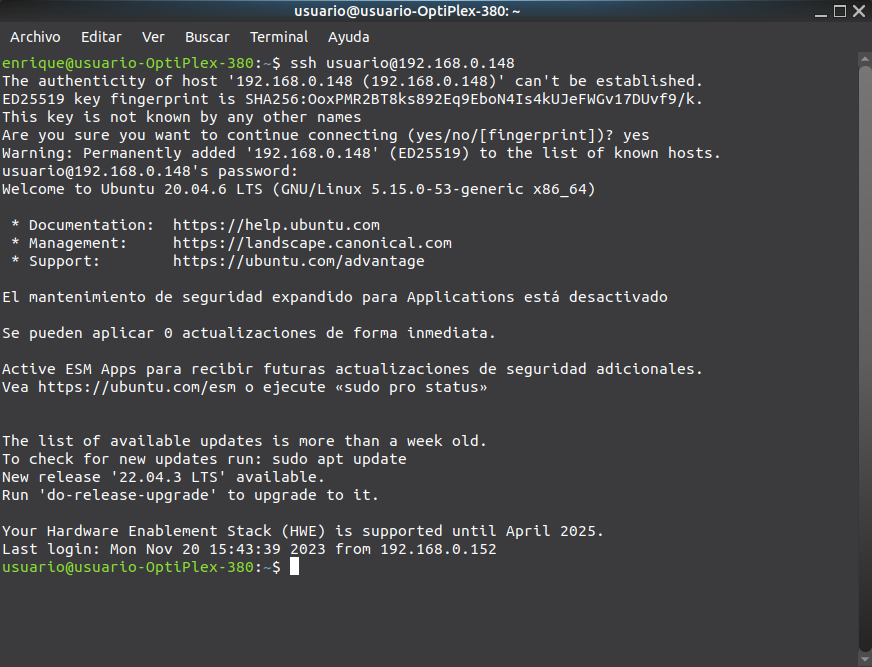 usuario@usuario-OptiPlex-380: ~
Archivo Editar Ver Buscar Terminal Ayuda
enrique@usuario-OptiPlex-380:~$ ssh usuario@192.168.0.148
The authenticity of host '192.168.0.148 (192.168.0.148)' can't be established.
ED25519 key fingerprint is SHA256:OoxPMR2BT8ks892Eq9EboN4Is4kUJeFWGv17DUvf9/k.
This key is not known by any other names
Are you sure you want to continue connecting (yes/no/[fingerprint])? yes
Warning: Permanently added '192.168.0.148' (ED25519) to the list of known hosts.
usuario@192.168.0.148's password:
Welcome to Ubuntu 20.04.6 LTS (GNU/Linux 5.15.0-53-generic x86_64)

 * Documentation:  https://help.ubuntu.com
 * Management:     https://landscape.canonical.com
 * Support:        https://ubuntu.com/advantage

El mantenimiento de seguridad expandido para Applications está desactivado

Se pueden aplicar 0 actualizaciones de forma inmediata.

Active ESM Apps para recibir futuras actualizaciones de seguridad adicionales.
Vea https://ubuntu.com/esm o ejecute «sudo pro status»

The list of available updates is more than a week old.
To check for new updates run: sudo apt update
New release '22.04.3 LTS' available.
Run 'do-release-upgrade' to upgrade to it.

Your Hardware Enablement Stack (HWE) is supported until April 2025.
Last login: Mon Nov 20 15:43:39 2023 from 192.168.0.152
usuario@usuario-OptiPlex-380:~$